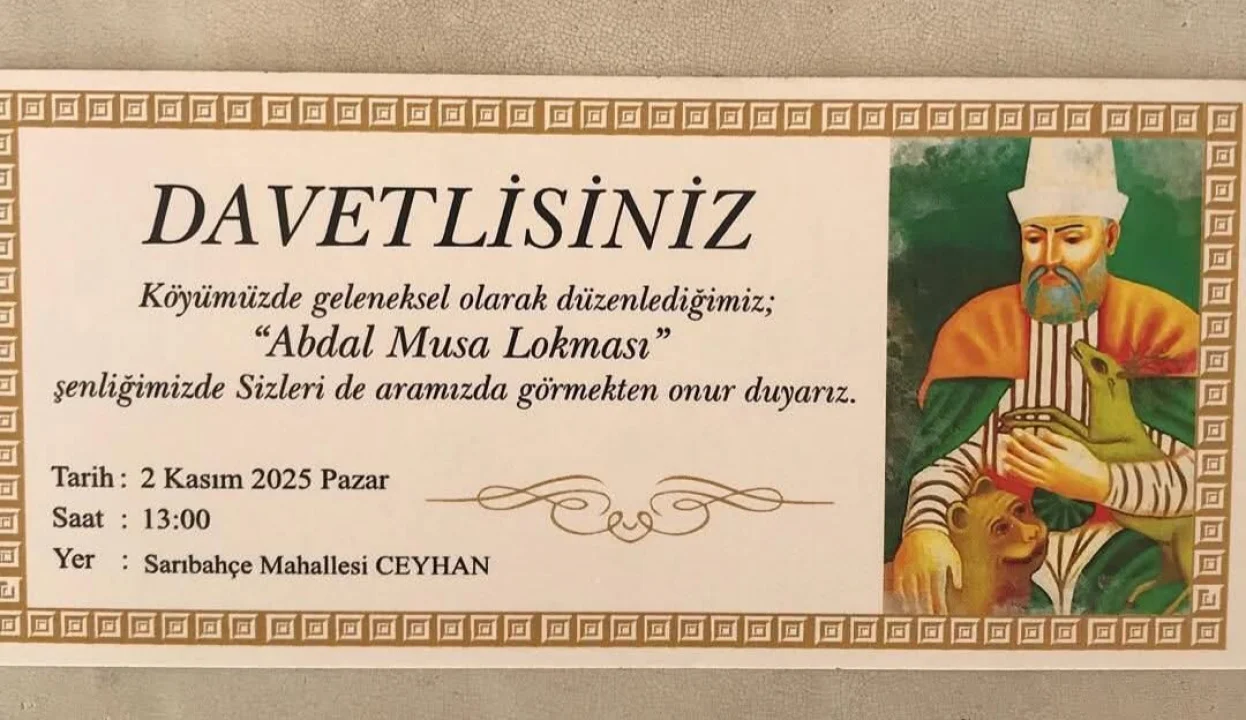 DAVETLİSİNİZ
Köyümüzde geleneksel olarak düzenlediğimiz;
“Abdal Musa Lokması”
şenliğimizde Sizleri de aramızda görmekten onur duyarız.
Tarih : 2 Kasım 2025 Pazar
Saat : 13:00
Yer : Sarıbahçe Mahallesi CEYHAN